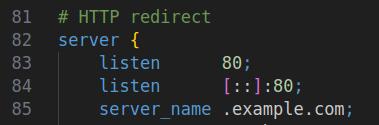 81 # HTTP redirect
82 server {
83 listen 80;
84 listen [::]:80;
85 server_name .example.com;